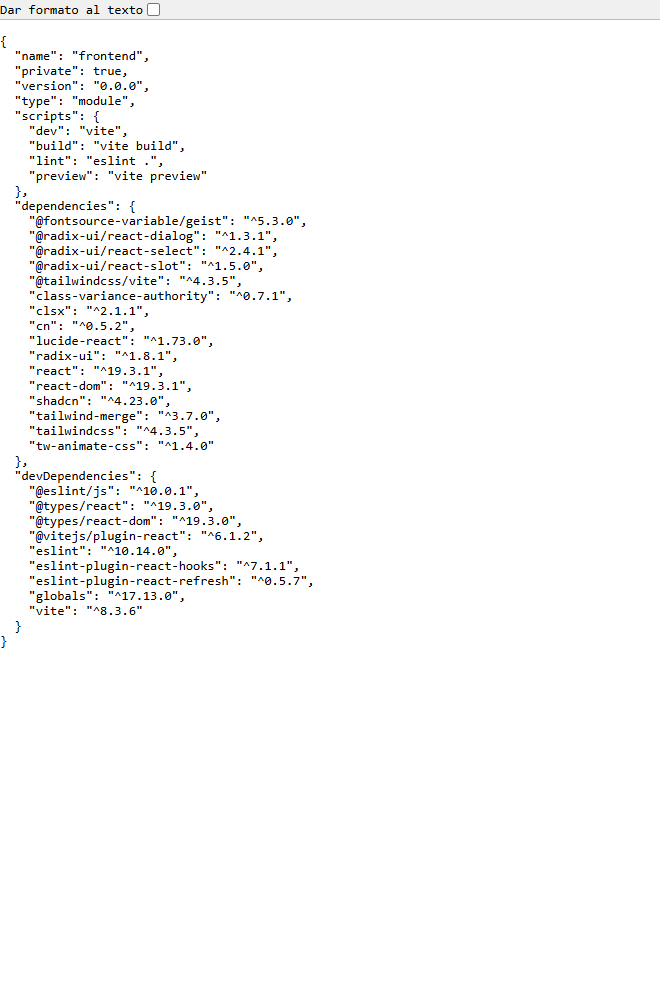 Dar formato al texto
{
  "name": "frontend",
  "private": true,
  "version": "0.0.0",
  "type": "module",
  "scripts": {
    "dev": "vite",
    "build": "vite build",
    "lint": "eslint .",
    "preview": "vite preview"
  },
  "dependencies": {
    "@fontsource-variable/geist": "^5.3.0",
    "@radix-ui/react-dialog": "^1.3.1",
    "@radix-ui/react-select": "^2.4.1",
    "@radix-ui/react-slot": "^1.5.0",
    "@tailwindcss/vite": "^4.3.5",
    "class-variance-authority": "^0.7.1",
    "clsx": "^2.1.1",
    "cn": "^0.5.2",
    "lucide-react": "^1.73.0",
    "radix-ui": "^1.8.1",
    "react": "^19.3.1",
    "react-dom": "^19.3.1",
    "shadcn": "^4.23.0",
    "tailwind-merge": "^3.7.0",
    "tailwindcss": "^4.3.5",
    "tw-animate-css": "^1.4.0"
  },
  "devDependencies": {
    "@eslint/js": "^10.0.1",
    "@types/react": "^19.3.0",
    "@types/react-dom": "^19.3.0",
    "@vitejs/plugin-react": "^6.1.2",
    "eslint": "^10.14.0",
    "eslint-plugin-react-hooks": "^7.1.1",
    "eslint-plugin-react-refresh": "^0.5.7",
    "globals": "^17.13.0",
    "vite": "^8.3.6"
  }
}